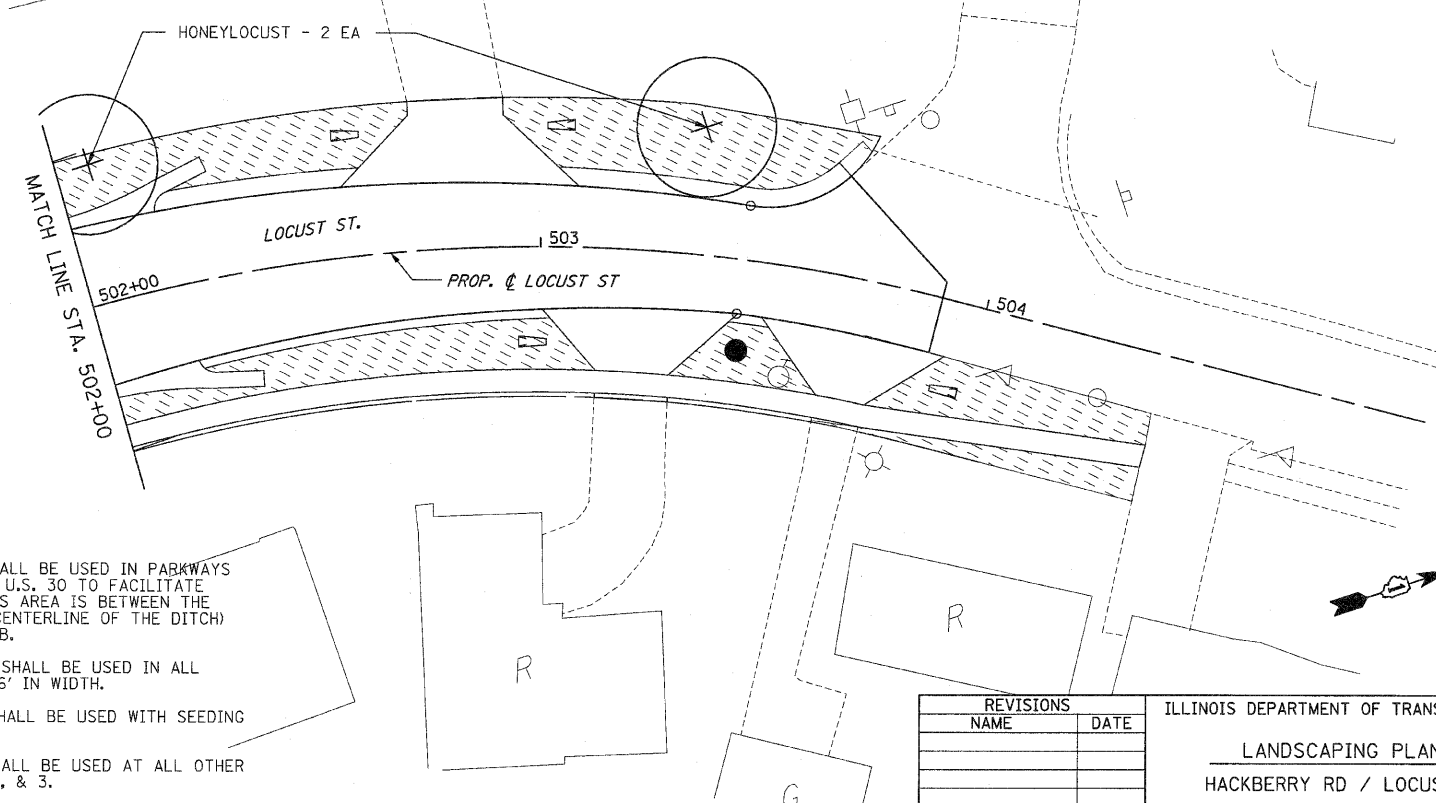 HONEYLOCUST - 2 EA
MATCH LINE STA. 502+00
LOCUST ST.
502+00
503
PROP. ℄ LOCUST ST
504
ALL BE USED IN PARKWAYS
U.S. 30 TO FACILITATE
S AREA IS BETWEEN THE
CENTERLINE OF THE DITCH)
B.
SHALL BE USED IN ALL
6' IN WIDTH.
HALL BE USED WITH SEEDING
ALL BE USED AT ALL OTHER
, & 3.
R
R
G
REVISIONS
NAME DATE
ILLINOIS DEPARTMENT OF TRANS
LANDSCAPING PLAN
HACKBERRY RD / LOCUS